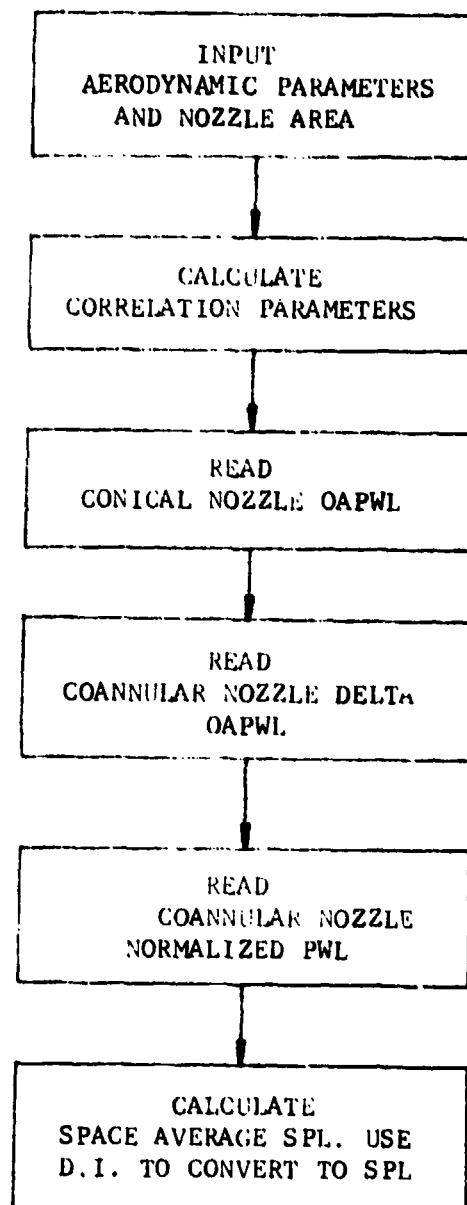 INPUT
AERODYNAMIC PARAMETERS
AND NOZZLE AREA
CALCULATE
CORRELATION PARAMETERS
READ
CONICAL NOZZLE OAPWL
READ
COANNULAR NOZZLE DELTA
OAPWL
READ
COANNULAR NOZZLE
NORMALIZED PWL
CALCULATE
SPACE AVERAGE SPL. USE
D.I. TO CONVERT TO SPL